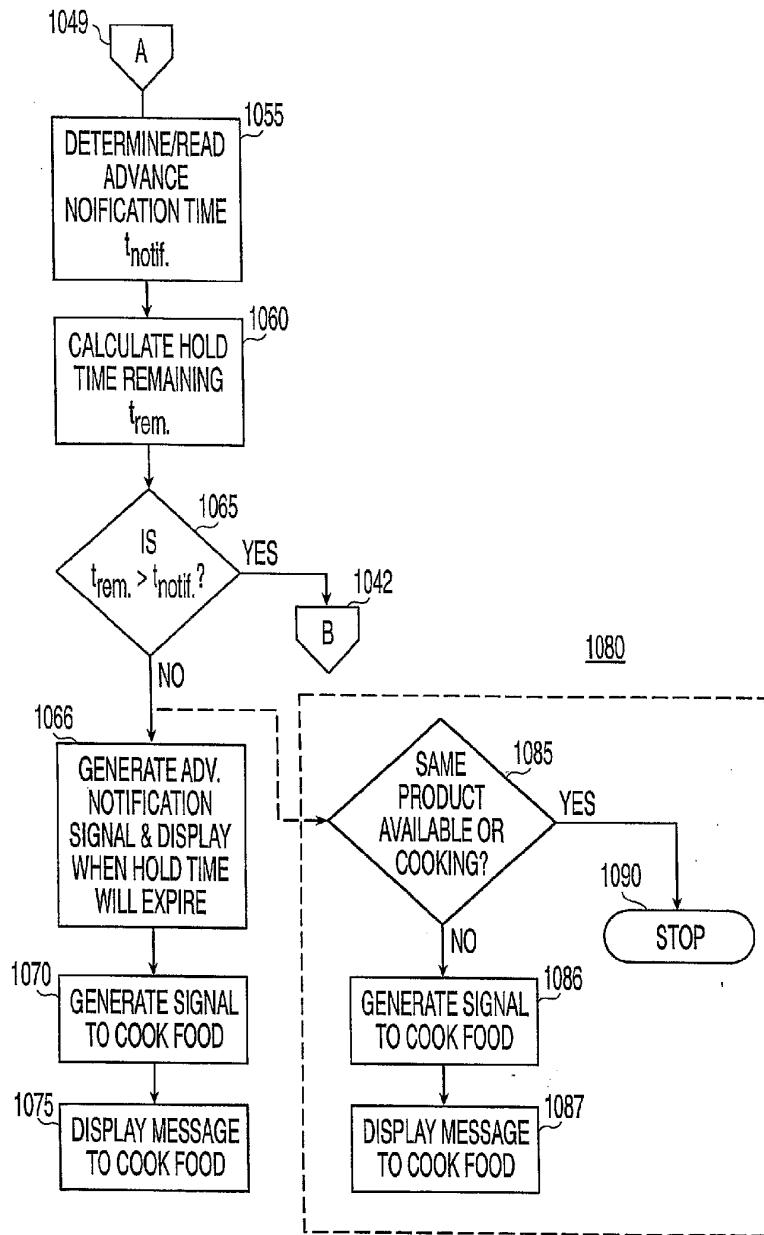 1049
A
1055
DETERMINE/READ
ADVANCE
NOIFICATION TIME
tnotif.
1060
CALCULATE HOLD
TIME REMAINING
trem.
1065
IS
trem. > tnotif.?
YES
1042
B
NO
1080
1066
GENERATE ADV.
NOTIFICATION
SIGNAL & DISPLAY
WHEN HOLD TIME
WILL EXPIRE
1085
SAME
PRODUCT
AVAILABLE OR
COOKING?
YES
1090
STOP
NO
1070
GENERATE SIGNAL
TO COOK FOOD
1086
GENERATE SIGNAL
TO COOK FOOD
1075
DISPLAY MESSAGE
TO COOK FOOD
1087
DISPLAY MESSAGE
TO COOK FOOD